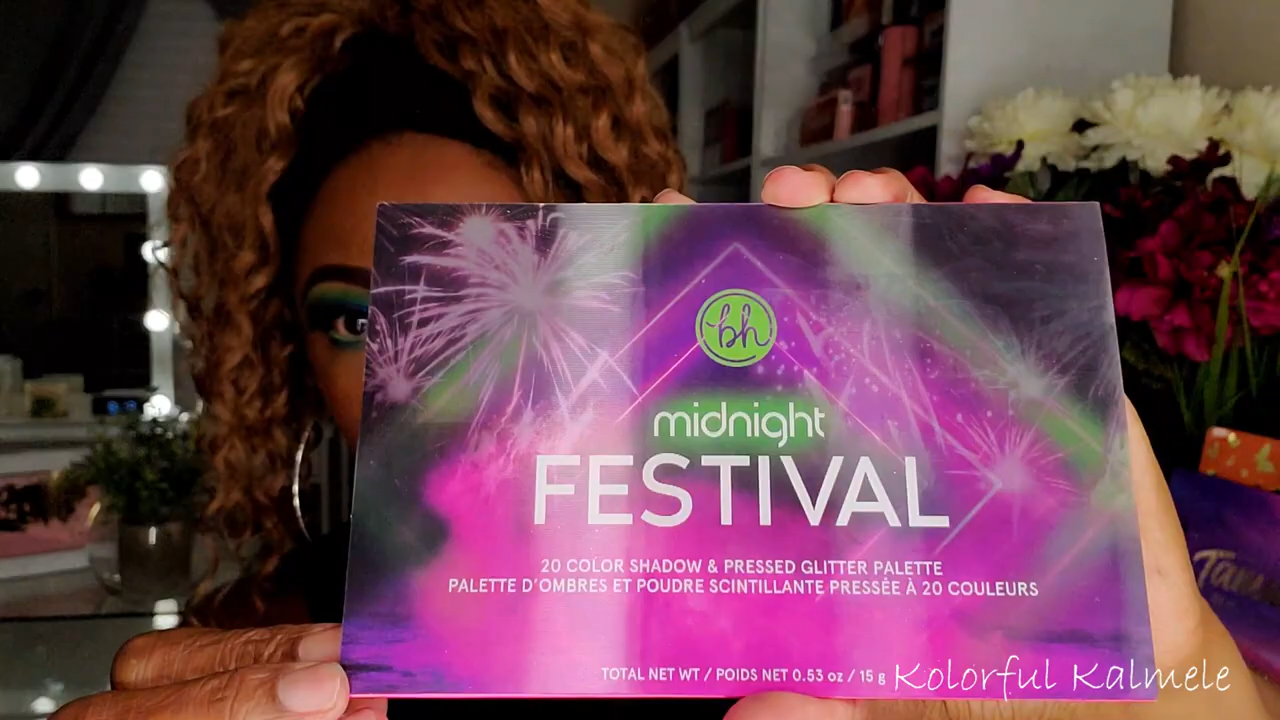 bh
midnight
FESTIVAL
20 COLOR SHADOW & PRESSED GLITTER PALETTE
PALETTE D'OMBRES ET POUDRE SCINTILLANTE PRESSÉE À 20 COULEURS
TOTAL NET WT / POIDS NET 0.53 oz / 15 g
Kolorful Kalmele